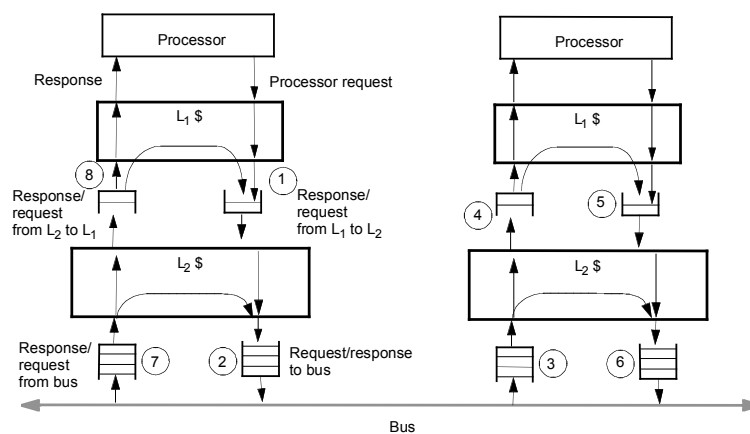 Processor
Response
Processor request
L1 $
8
1
Response/
request
from L2 to L1
Response/
request
from L1 to L2
L2 $
Response/
request
from bus
7
2
Request/response
to bus
Processor
L1 $
4
5
L2 $
3
6
Bus